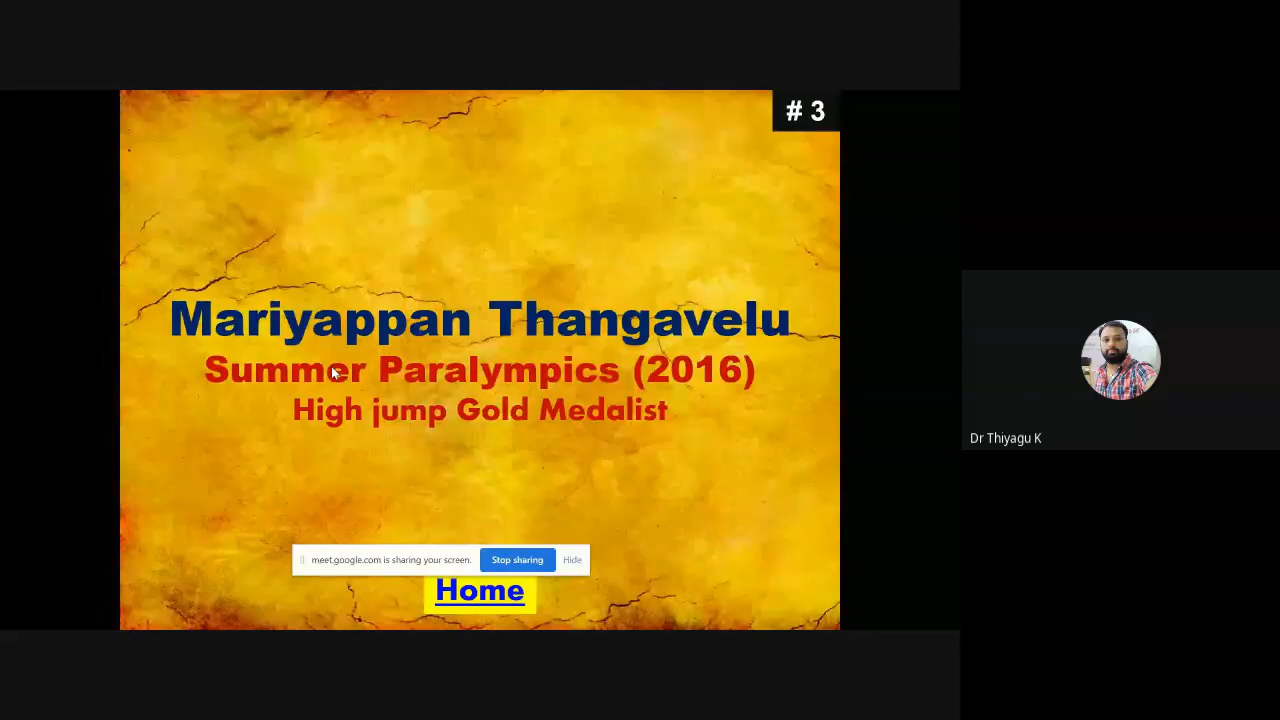 # 3
Mariyappan Thangavelu
Summer Paralympics (2016)
High jump Gold Medalist
meet.google.com is sharing your screen. Stop sharing Hide
Home
Dr Thiyagu K